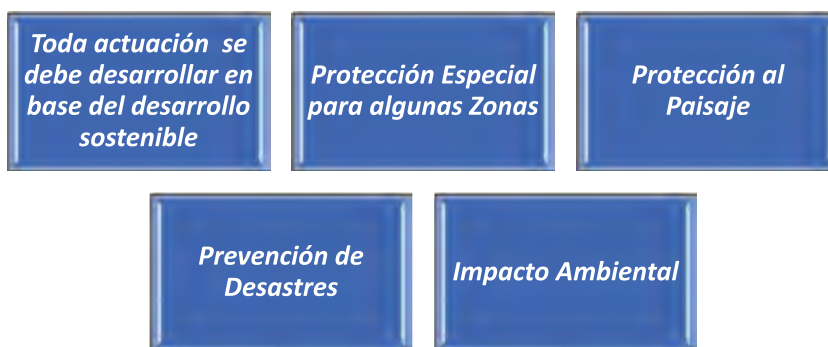 Toda actuación se
debe desarrollar en
base del desarrollo
sostenible
Protección Especial
para algunas Zonas
Protección al
Paisaje
Prevención de
Desastres
Impacto Ambiental